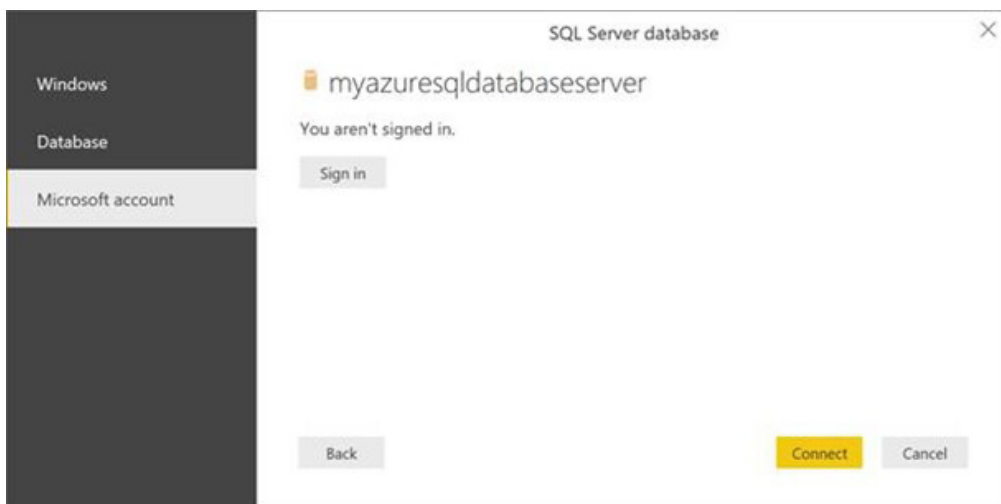 SQL Server database
Windows
Database
Microsoft account
myazuresqldatabaseserver
You aren't signed in.
Sign in
Back
Connect
Cancel